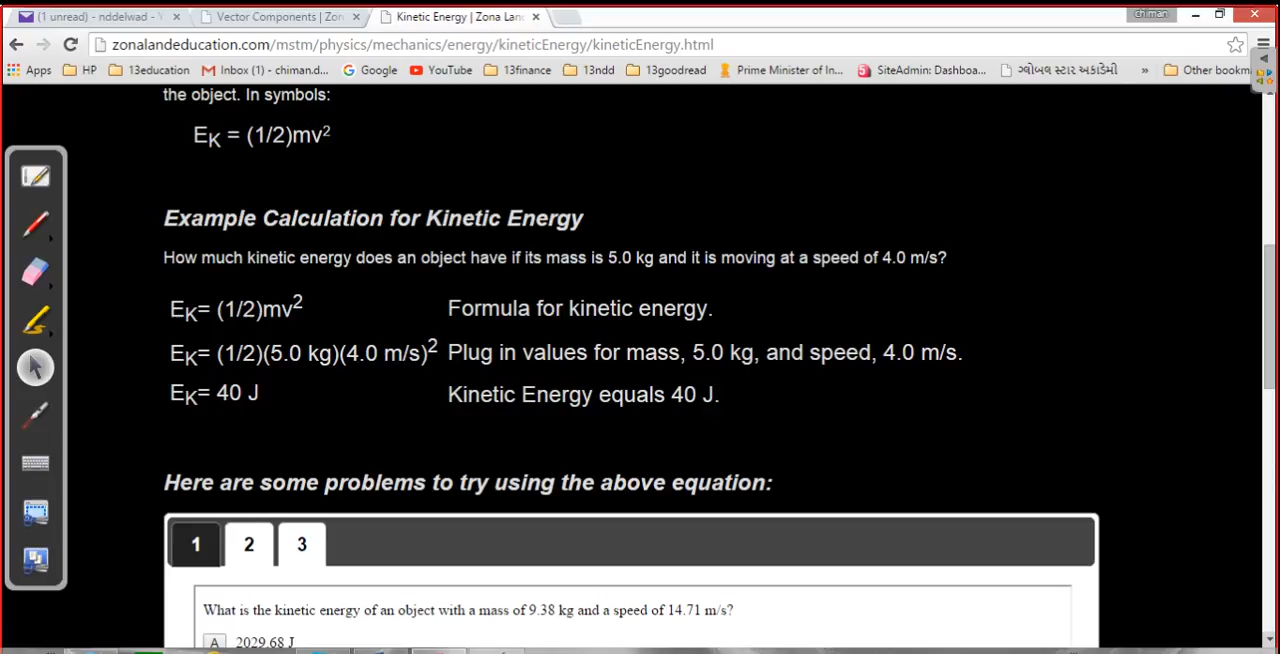 (1 unread) - nddelwad -
Vector Components | Zon
Kinetic Energy | Zona Lan
chiman
zonalandeducation.com/mstm/physics/mechanics/energy/kineticEnergy/kineticEnergy.html
Apps HP 13education Inbox (1) - chiman.d... Google YouTube 13finance 13ndd 13goodread Prime Minister of In... SiteAdmin: Dashboa... ગ્લોબલ સ્ટાર અકાડેમી » Other bookm
the object. In symbols:
EK = (1/2)mv²
Example Calculation for Kinetic Energy
How much kinetic energy does an object have if its mass is 5.0 kg and it is moving at a speed of 4.0 m/s?
EK= (1/2)mv² Formula for kinetic energy.
EK= (1/2)(5.0 kg)(4.0 m/s)² Plug in values for mass, 5.0 kg, and speed, 4.0 m/s.
EK= 40 J Kinetic Energy equals 40 J.
Here are some problems to try using the above equation:
1 2 3
What is the kinetic energy of an object with a mass of 9.38 kg and a speed of 14.71 m/s?
A 2029.68 J